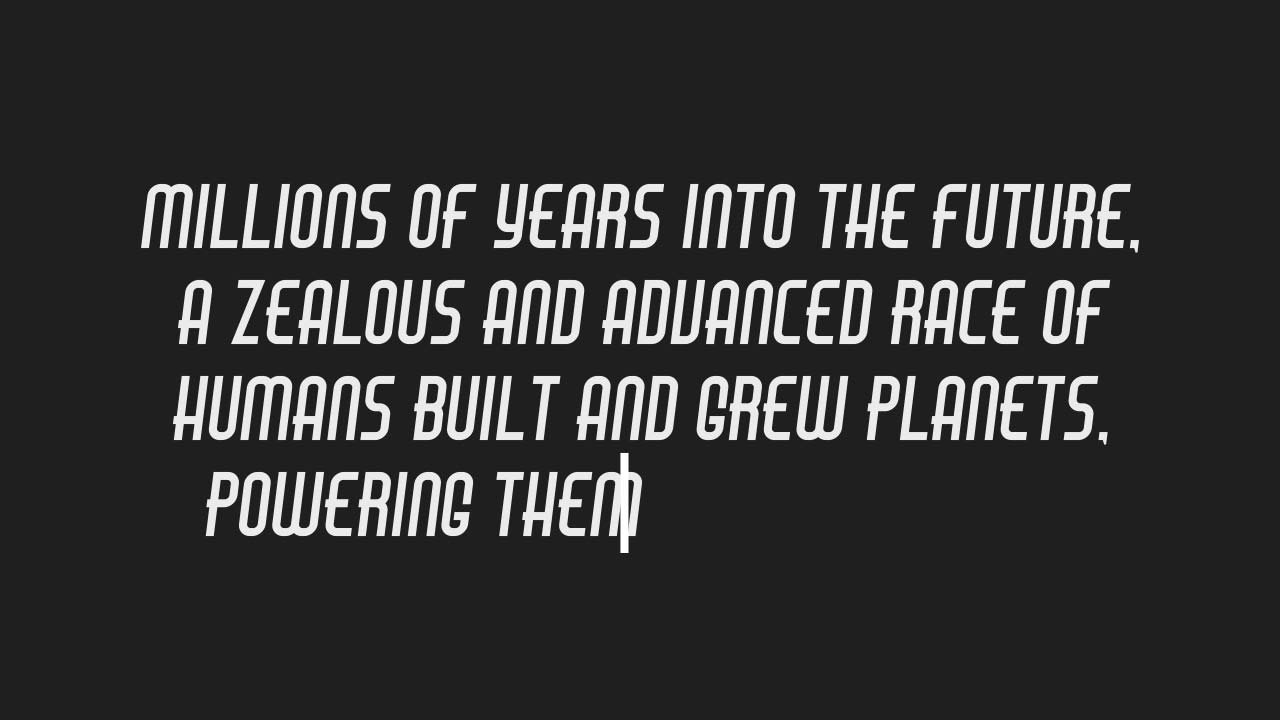 MILLIONS OF YEARS INTO THE FUTURE,
A ZEALOUS AND ADVANCED RACE OF
HUMANS BUILT AND GREW PLANETS,
POWERING THEM